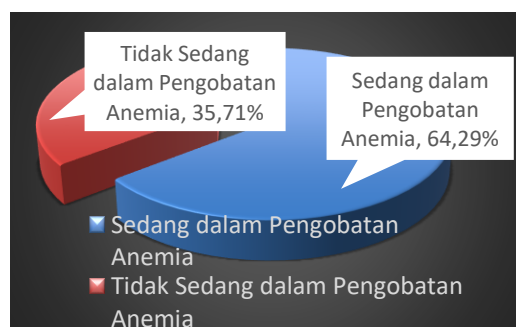 Tidak Sedang
dalam Pengobatan
Anemia, 35,71%
Sedang dalam
Pengobatan
Anemia, 64,29%
Sedang dalam Pengobatan
Anemia
Tidak Sedang dalam Pengobatan
Anemia